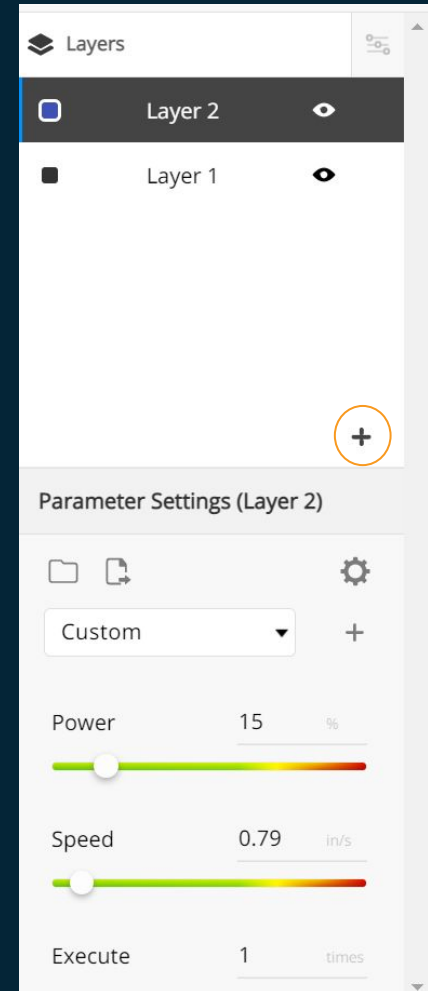 Layers
Layer 2
Layer 1
Parameter Settings (Layer 2)
Custom
Power 15 %
Speed 0.79 in/s
Execute 1 times